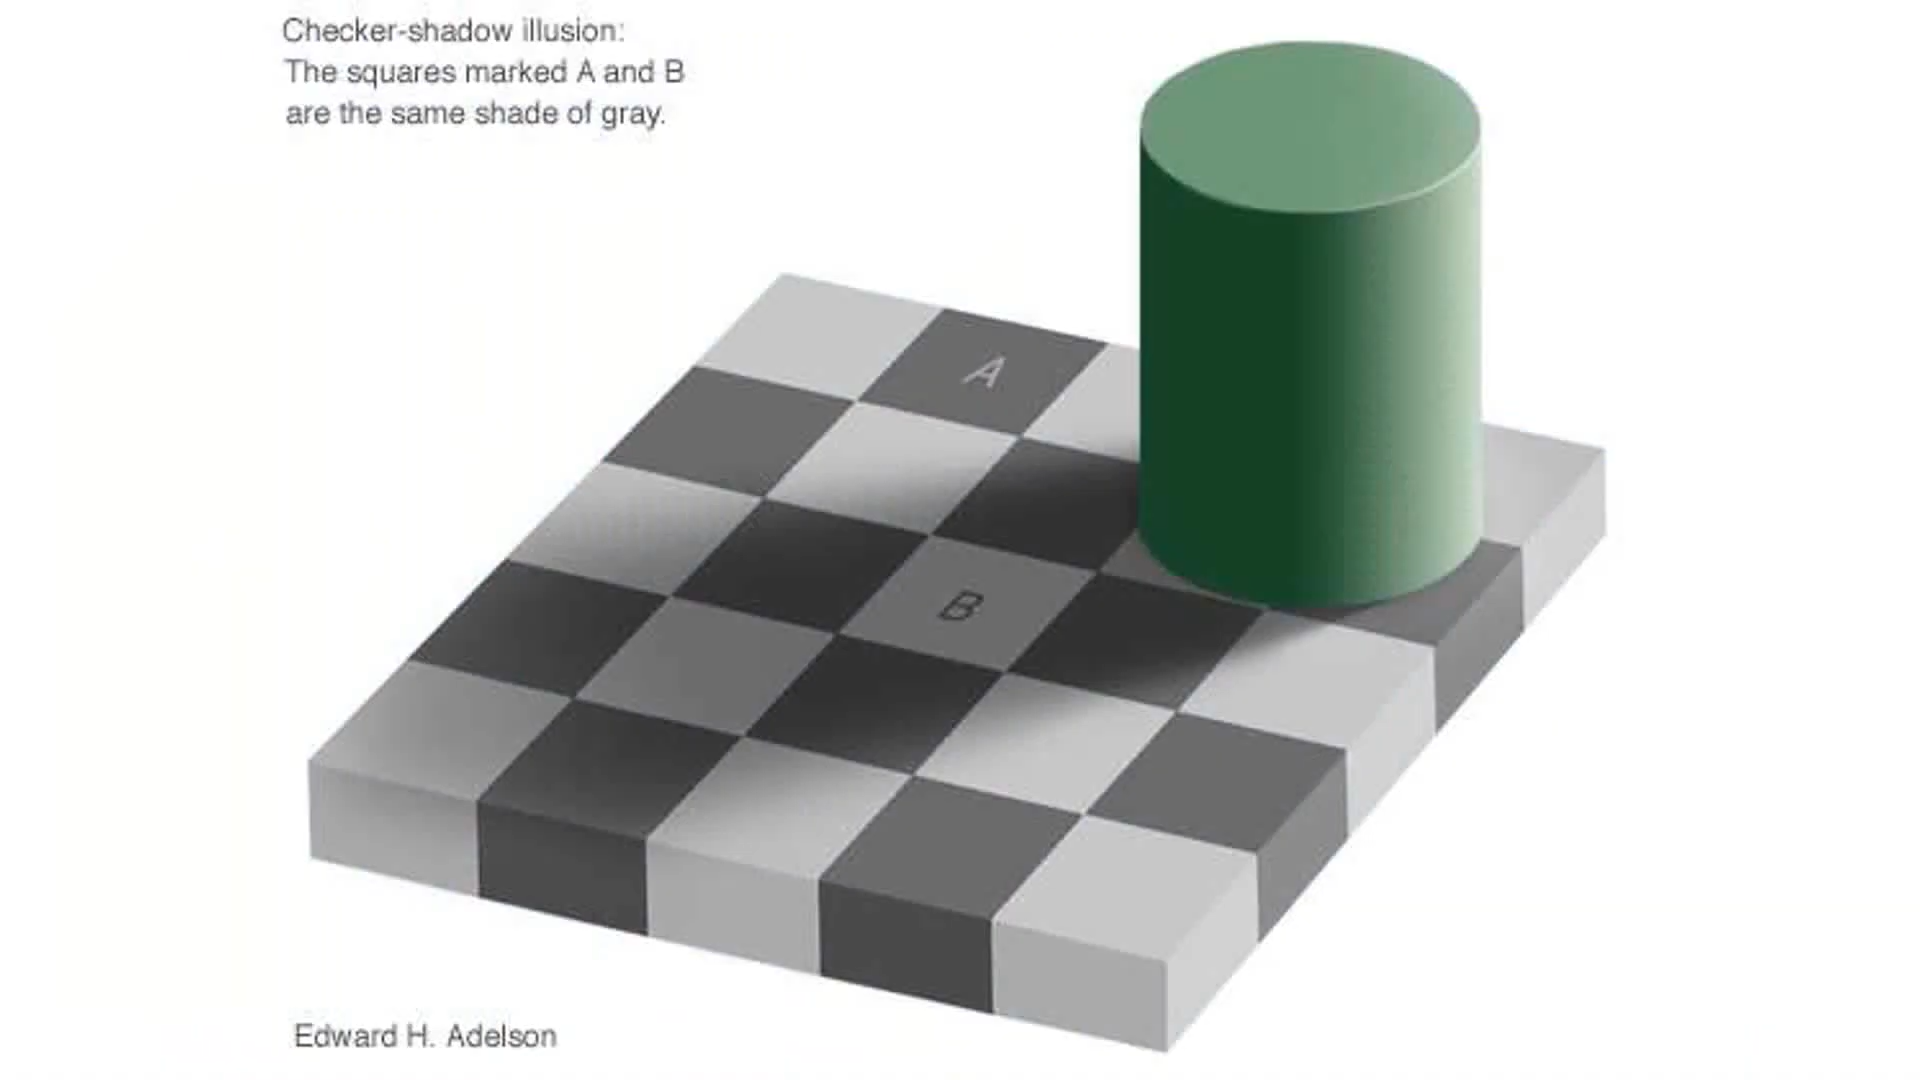 Checker-shadow illusion:
The squares marked A and B
are the same shade of gray.
A
B
Edward H. Adelson